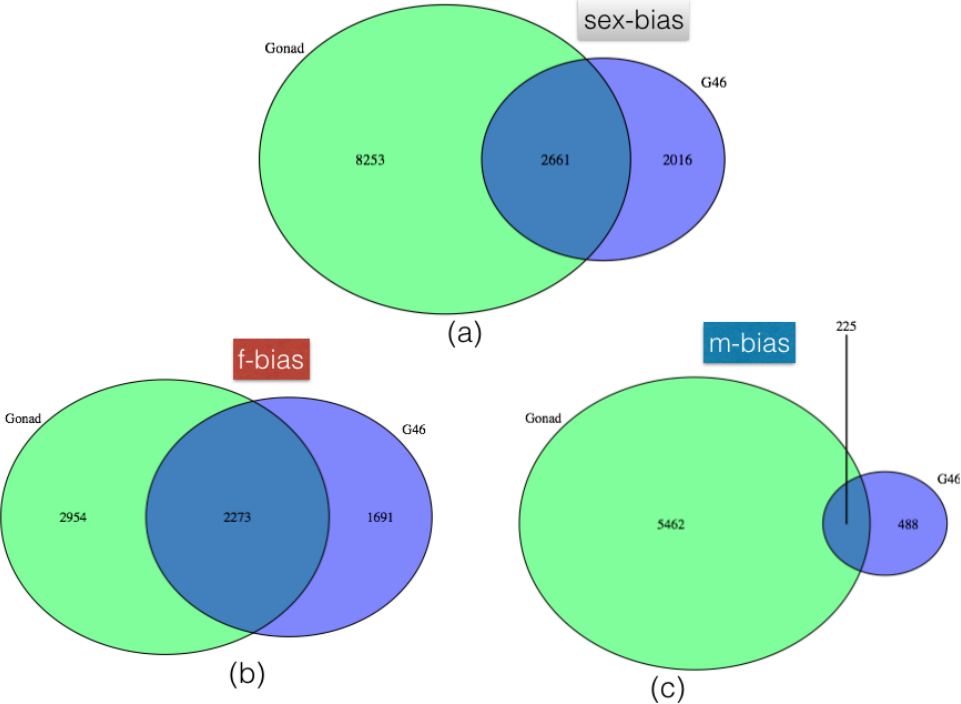 sex-bias
Gonad
G46
8253
2661
2016
(a)
f-bias
Gonad
G46
2954
2273
1691
(b)
m-bias
225
Gonad
G46
5462
488
(c)